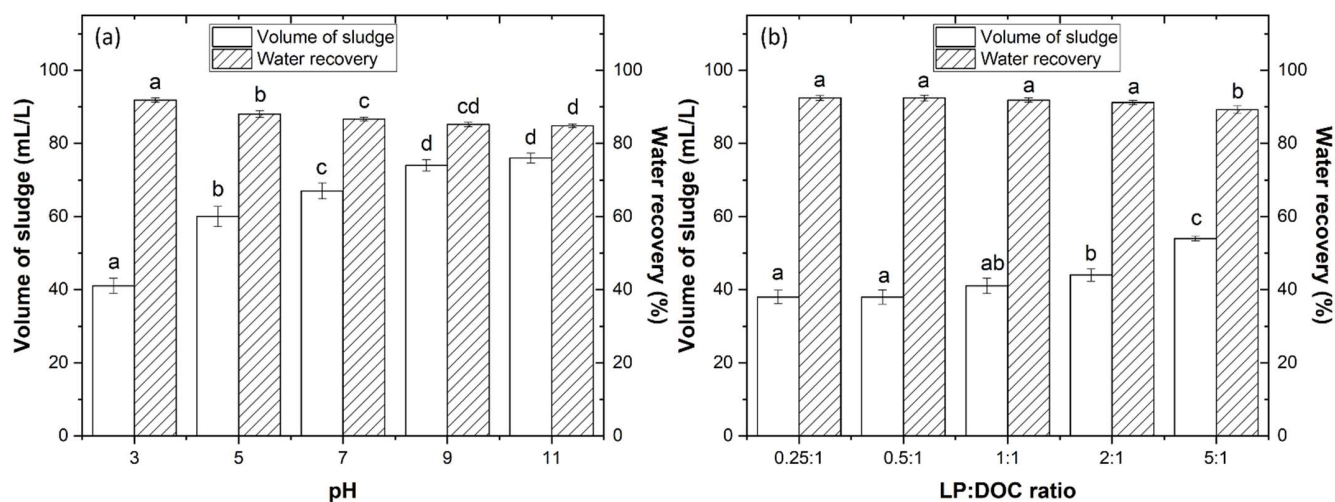 (a)
Volume of sludge
Water recovery
Volume of sludge (mL/L)
100
80
60
40
20
0
a
a
b
b
c
c
d
cd
d
d
100
80
60
40
20
0
Water recovery (%)
3 5 7 9 11
pH
(b)
Volume of sludge
Water recovery
Volume of sludge (mL/L)
100
80
60
40
20
0
a
a
a
a
ab
a
b
a
c
b
100
80
60
40
20
0
Water recovery (%)
0.25:1 0.5:1 1:1 2:1 5:1
LP:DOC ratio